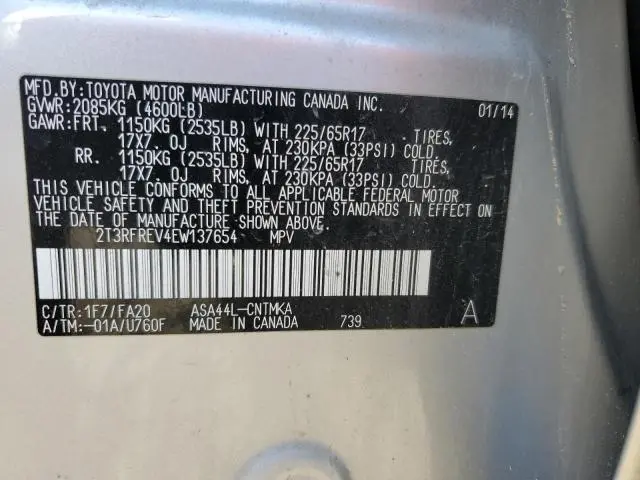 MFD.BY:TOYOTA MOTOR MANUFACTURING CANADA INC.
GVWR:2085KG (4600LB) 01/14
GAWR:FRT. 1150KG (2535LB) WITH 225/65R17 TIRES,
17X7.0J RIMS, AT 230KPA (33PSI) COLD.
RR. 1150KG (2535LB) WITH 225/65R17 TIRES,
17X7.0J RIMS, AT 230KPA (33PSI) COLD.
THIS VEHICLE CONFORMS TO ALL APPLICABLE FEDERAL MOTOR
VEHICLE SAFETY AND THEFT PREVENTION STANDARDS IN EFFECT ON
THE DATE OF MANUFACTURE SHOWN ABOVE.
2T3RFREV4EW137654 MPV
C/TR:1F7/FA20 ASA44L-CNTMKA
A/TM:-01A/U760F MADE IN CANADA 739 A